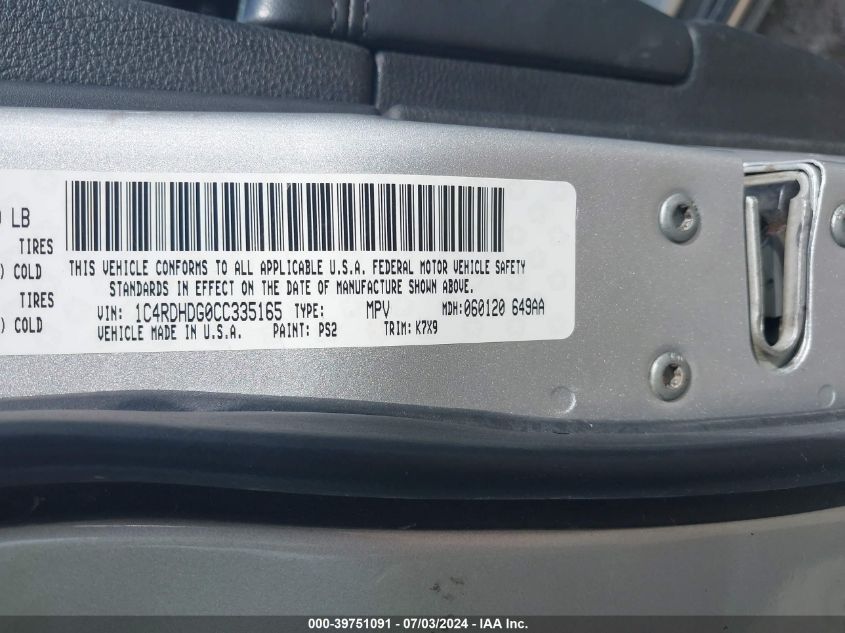 ) LB
TIRES
) COLD
TIRES
) COLD
THIS VEHICLE CONFORMS TO ALL APPLICABLE U.S.A. FEDERAL MOTOR VEHICLE SAFETY
STANDARDS IN EFFECT ON THE DATE OF MANUFACTURE SHOWN ABOVE.
VIN: 1C4RDHDG0CC335165 TYPE: MPV MDH:060120 649AA
VEHICLE MADE IN U.S.A. PAINT: PS2 TRIM: K7X9
000-39751091 - 07/03/2024 - IAA Inc.